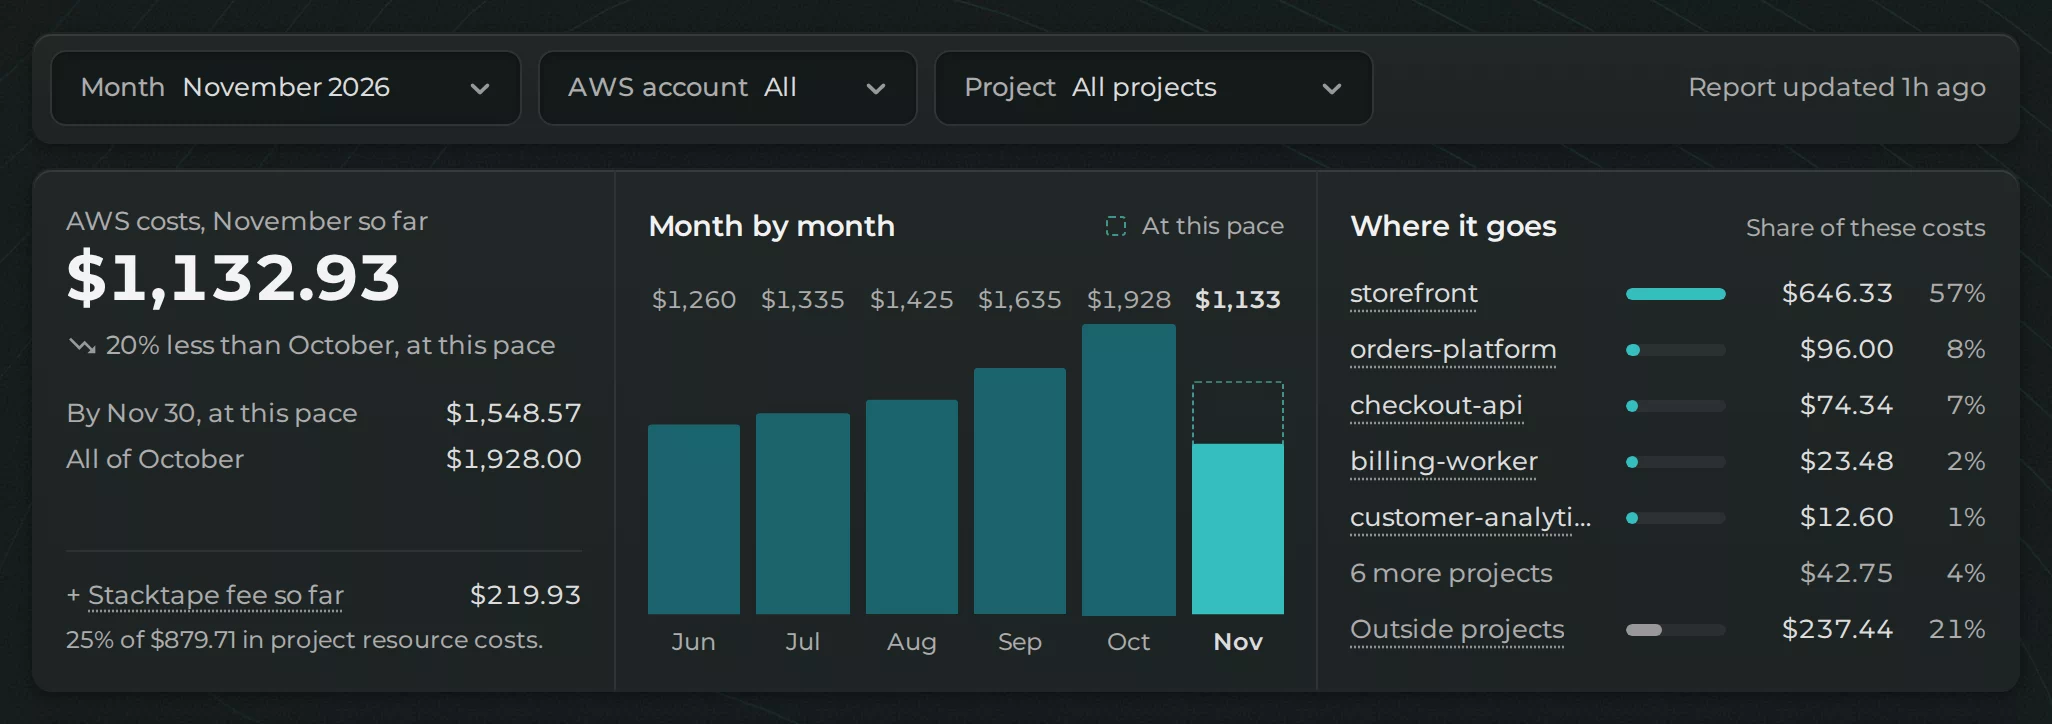 Month November 2026
AWS account All
Project All projects
Report updated 1h ago
AWS costs, November so far
$1,132.93
20% less than October, at this pace
By Nov 30, at this pace $1,548.57
All of October $1,928.00
+ Stacktape fee so far $219.93
25% of $879.71 in project resource costs.
Month by month
At this pace
$1,260 $1,335 $1,425 $1,635 $1,928 $1,133
Jun Jul Aug Sep Oct Nov
Where it goes
Share of these costs
storefront $646.33 57%
orders-platform $96.00 8%
checkout-api $74.34 7%
billing-worker $23.48 2%
customer-analyti... $12.60 1%
6 more projects $42.75 4%
Outside projects $237.44 21%